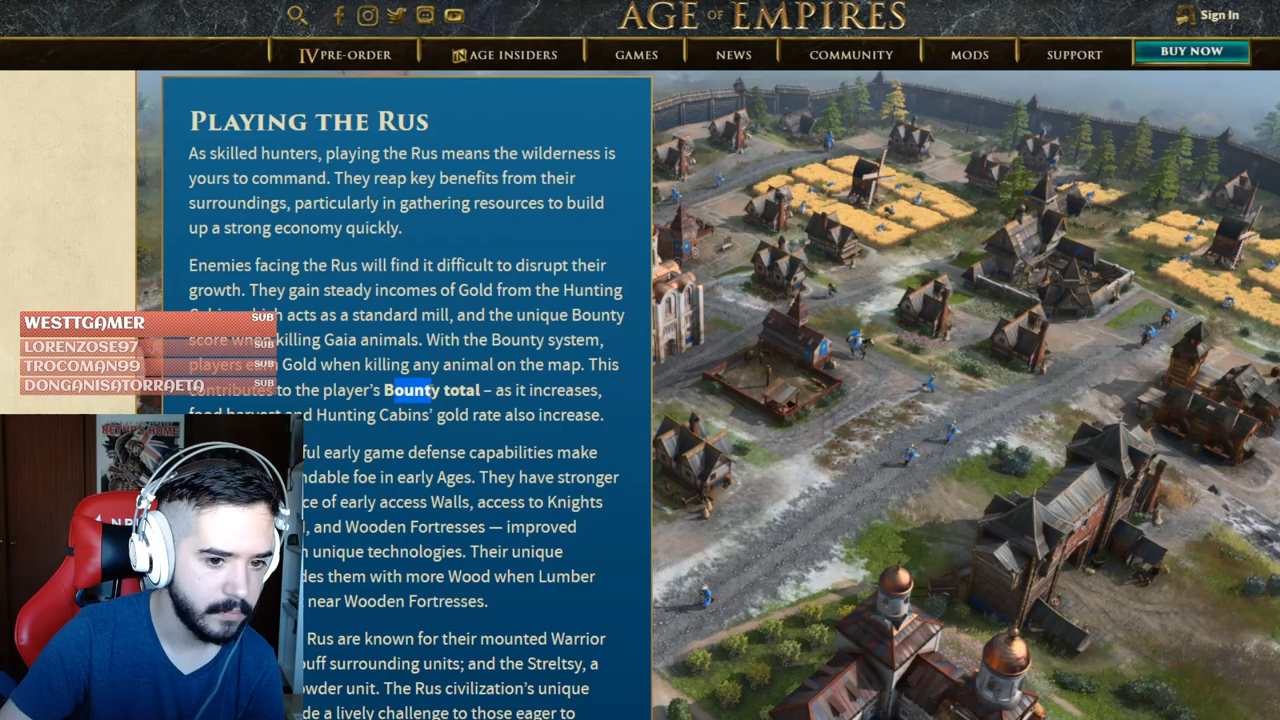 AGE OF EMPIRES
Sign In
IV PRE-ORDER
IN AGE INSIDERS
GAMES
NEWS
COMMUNITY
MODS
SUPPORT
BUY NOW
PLAYING THE RUS
As skilled hunters, playing the Rus means the wilderness is
yours to command. They reap key benefits from their
surroundings, particularly in gathering resources to build
up a strong economy quickly.
Enemies facing the Rus will find it difficult to disrupt their
growth. They gain steady incomes of Gold from the Hunting
acts as a standard mill, and the unique Bounty
score when killing Gaia animals. With the Bounty system,
players Gold when killing any animal on the map. This
contributes to the player's Bounty total – as it increases,
food harvest and Hunting Cabins' gold rate also increase.
early game defense capabilities make
foe in early Ages. They have stronger
of early access Walls, access to Knights
, and Wooden Fortresses — improved
unique technologies. Their unique
them with more Wood when Lumber
near Wooden Fortresses.
Rus are known for their mounted Warrior
surrounding units; and the Streltsy, a
unit. The Rus civilization's unique
a lively challenge to those eager to
WESTTGAMER SUB
LORENZOSE97 SUB
TROCOMAN99 SUB
DONGANISATORRAETA SUB